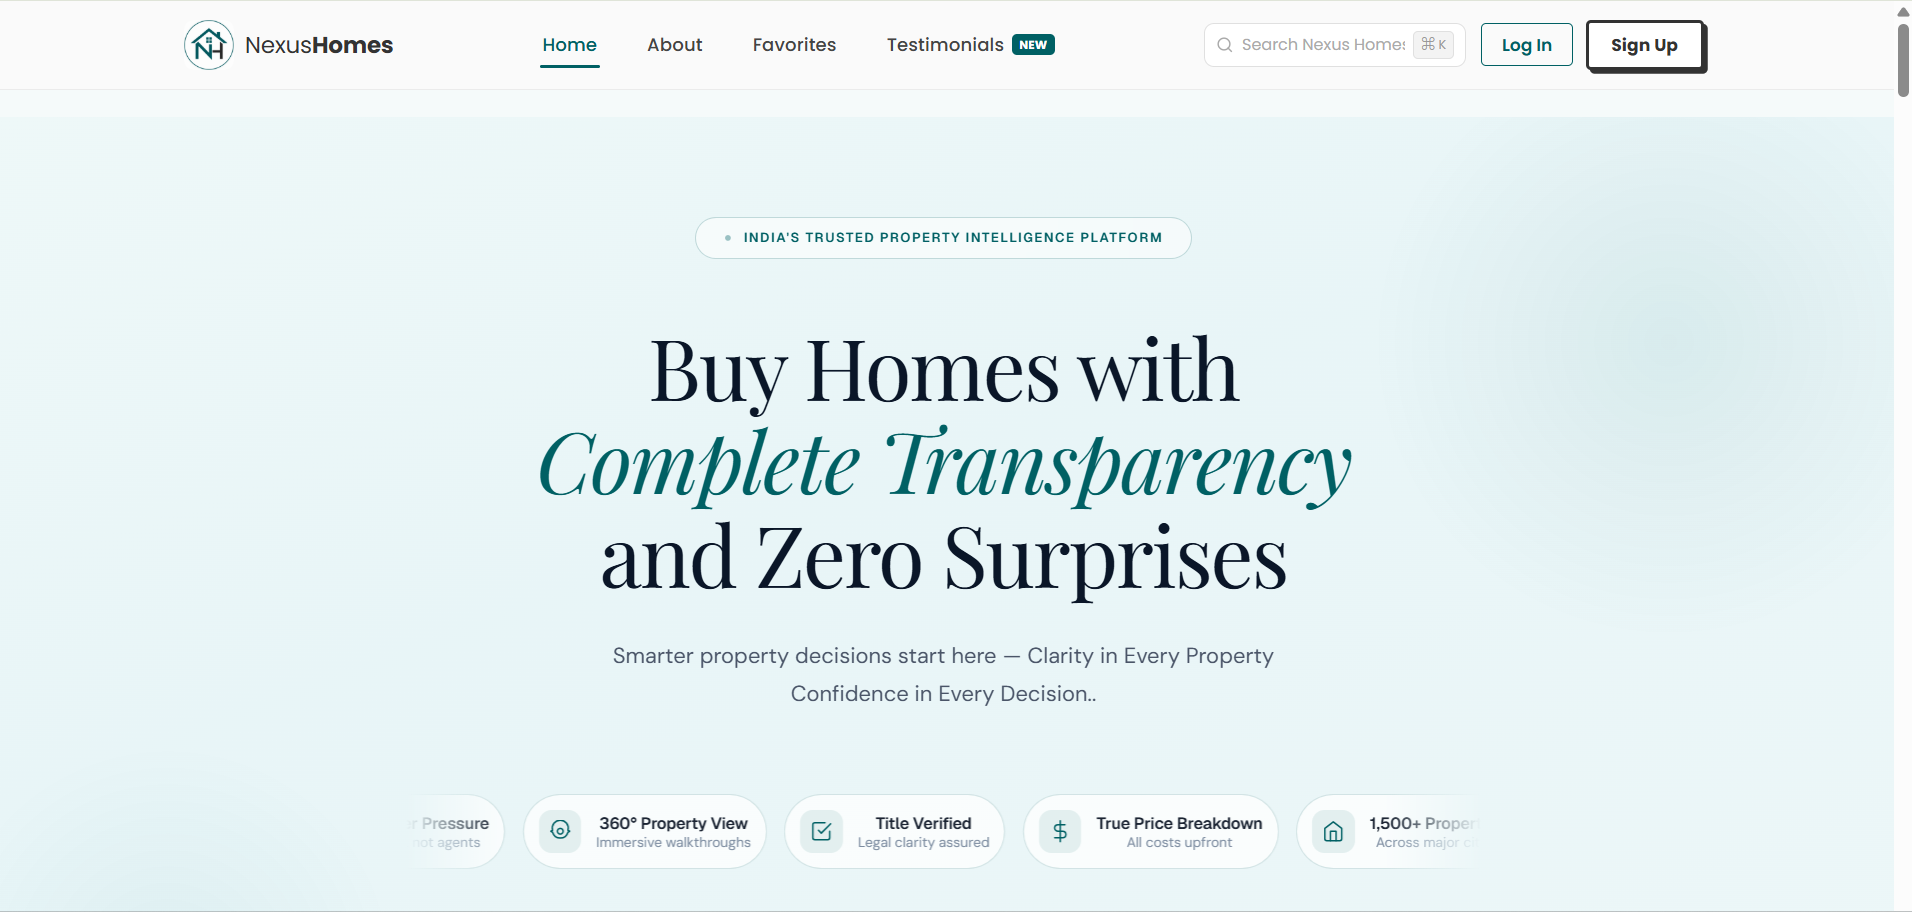 NexusHomes
Home
About
Favorites
Testimonials NEW
Search Nexus Homes
⌘ K
Log In
Sign Up
INDIA'S TRUSTED PROPERTY INTELLIGENCE PLATFORM
Buy Homes with
Complete Transparency
and Zero Surprises
Smarter property decisions start here — Clarity in Every Property
Confidence in Every Decision..
Pressure
not agents
360° Property View
Immersive walkthroughs
Title Verified
Legal clarity assured
True Price Breakdown
All costs upfront
1,500+
Across major